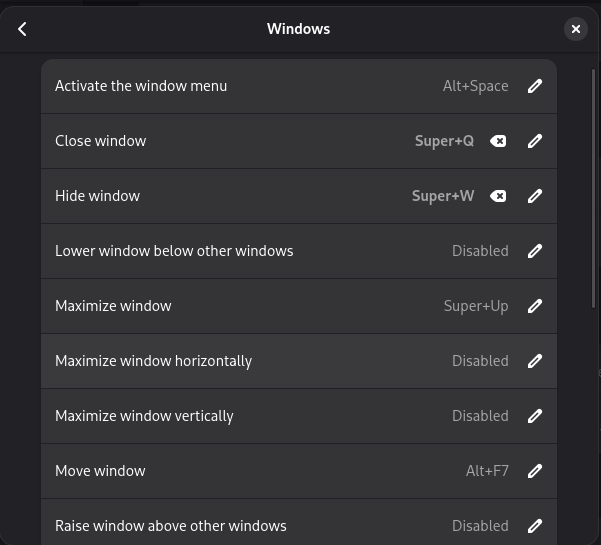 Windows
Activate the window menu Alt+Space
Close window Super+Q
Hide window Super+W
Lower window below other windows Disabled
Maximize window Super+Up
Maximize window horizontally Disabled
Maximize window vertically Disabled
Move window Alt+F7
Raise window above other windows Disabled